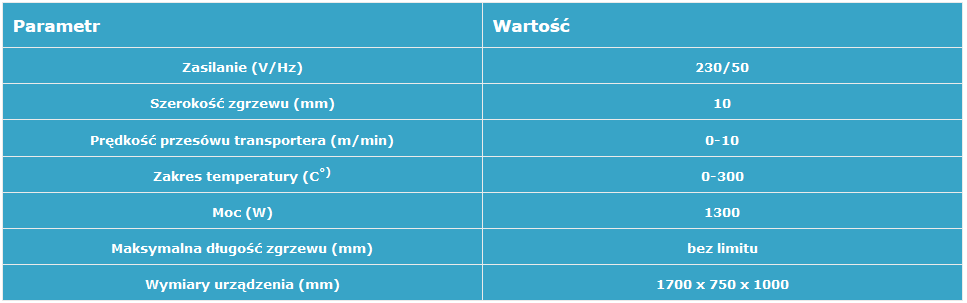 Parametr Wartość
Zasilanie (V/Hz) 230/50
Szerokość zgrzewu (mm) 10
Prędkość przesówu transportera (m/min) 0-10
Zakres temperatury (C°) 0-300
Moc (W) 1300
Maksymalna długość zgrzewu (mm) bez limitu
Wymiary urządzenia (mm) 1700 x 750 x 1000